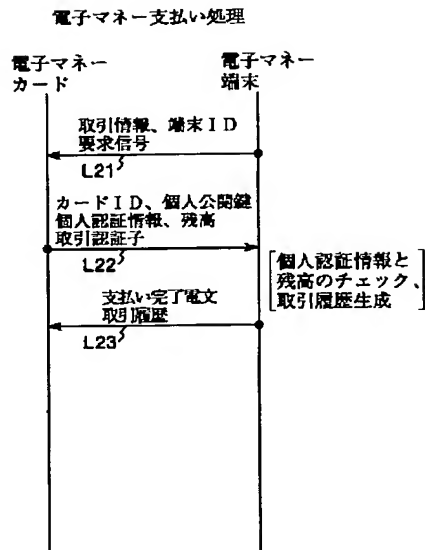 電子マネー支払い処理
電子マネー
カード
電子マネー
端末
取引情報、端末ID
要求信号
L21
カードID、個人公開鍵
個人認証情報、残高
取引認証子
L22
個人認証情報と
残高のチェック、
取引履歴生成
支払い完了電文
取引履歴
L23